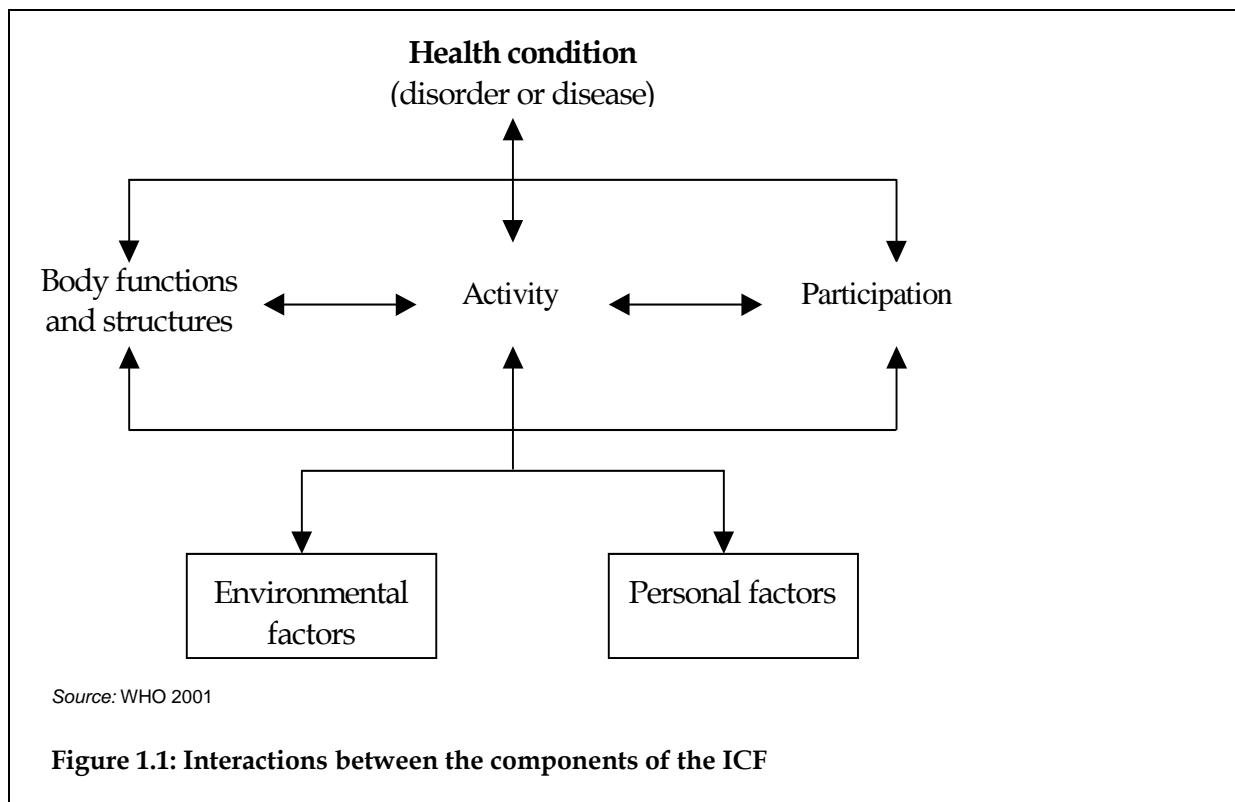 Health condition
(disorder or disease)
Body functions
and structures
Activity
Participation
Environmental
factors
Personal factors
Source: WHO 2001
Figure 1.1: Interactions between the components of the ICF